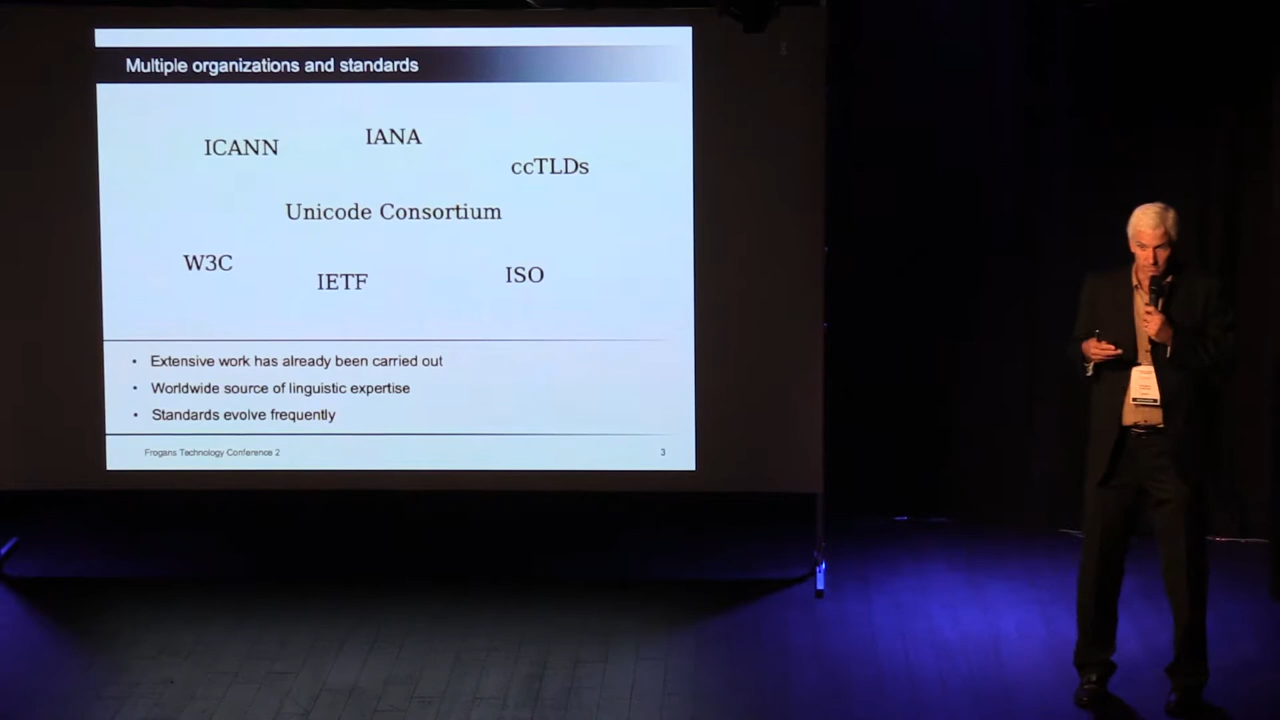 Multiple organizations and standards
IANA
ICANN
ccTLDs
Unicode Consortium
W3C
IETF
ISO
• Extensive work has already been carried out
• Worldwide source of linguistic expertise
• Standards evolve frequently
Frogans Technology Conference 2
3